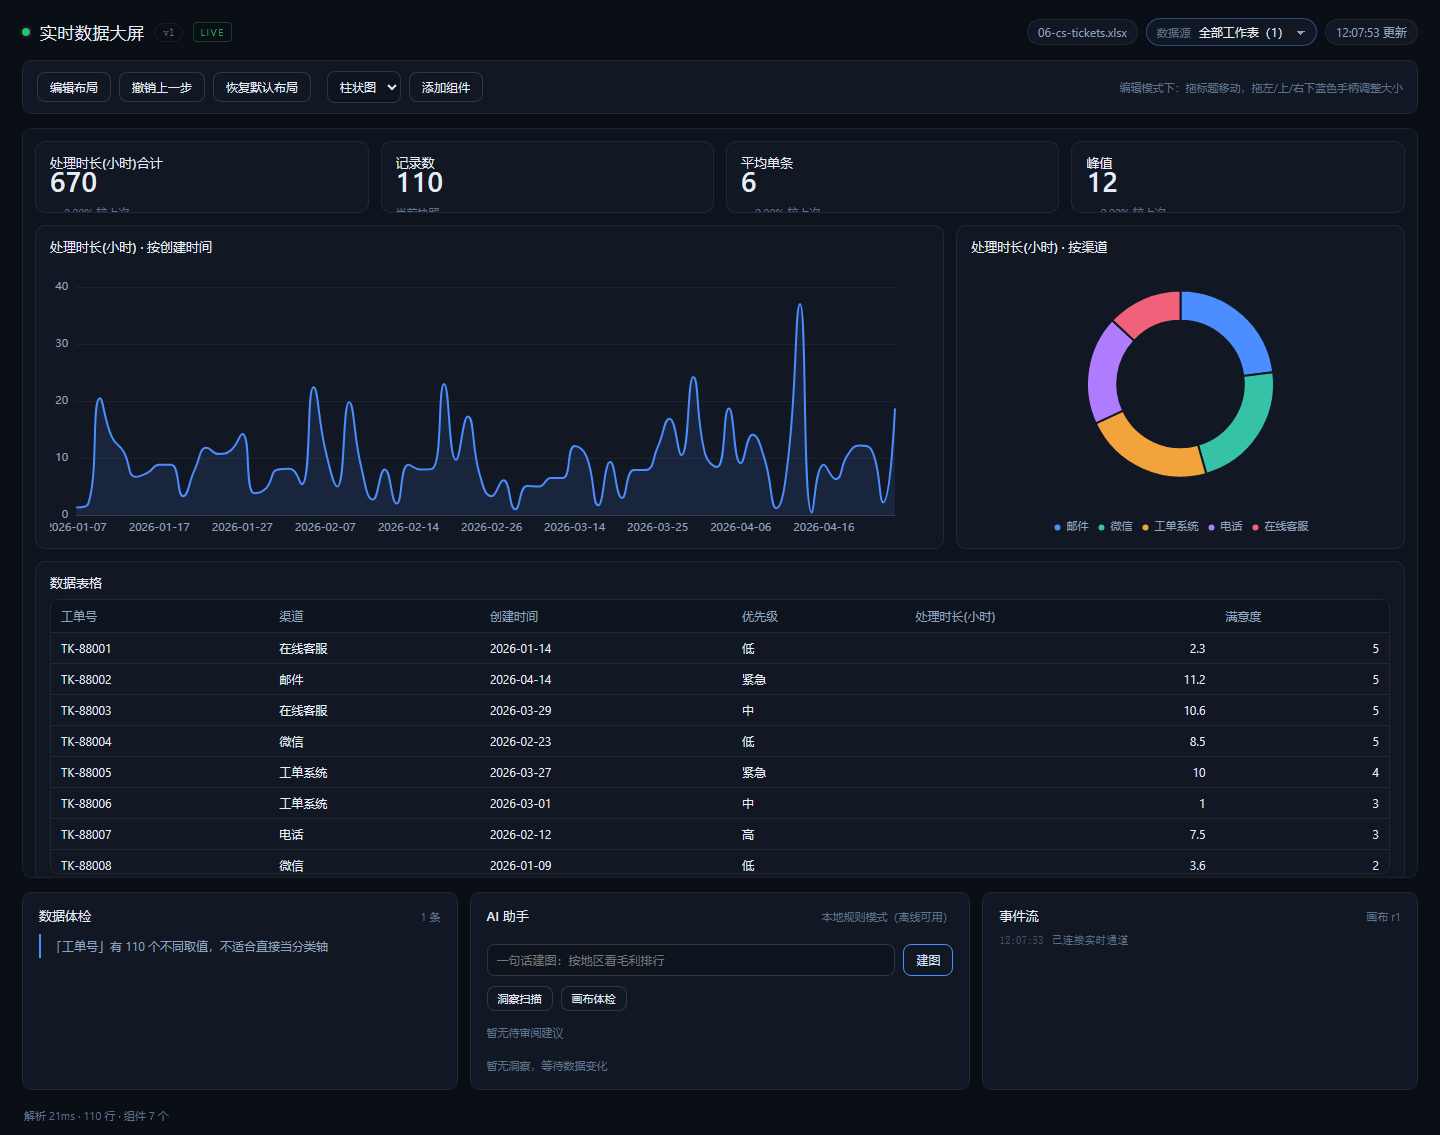 实时数据大屏 v1 LIVE
06-cs-tickets.xlsx 数据源 全部工作表（1） 12:07:53 更新
编辑布局 撤销上一步 恢复默认布局 柱状图 添加组件
编辑模式下：拖标题移动，拖左/上/右下蓝色手柄调整大小
处理时长(小时)合计
670
记录数
110
平均单条
6
峰值
12
处理时长(小时) · 按创建时间
40
30
20
10
0
2026-01-07 2026-01-17 2026-01-27 2026-02-07 2026-02-14 2026-02-26 2026-03-14 2026-03-25 2026-04-06 2026-04-16
处理时长(小时) · 按渠道
邮件 微信 工单系统 电话 在线客服
数据表格
工单号 渠道 创建时间 优先级 处理时长(小时) 满意度
TK-88001 在线客服 2026-01-14 低 2.3 5
TK-88002 邮件 2026-04-14 紧急 11.2 5
TK-88003 在线客服 2026-03-29 中 10.6 5
TK-88004 微信 2026-02-23 低 8.5 5
TK-88005 工单系统 2026-03-27 紧急 10 4
TK-88006 工单系统 2026-03-01 中 1 3
TK-88007 电话 2026-02-12 高 7.5 3
TK-88008 微信 2026-01-09 低 3.6 2
数据体检 1 条
「工单号」有 110 个不同取值，不适合直接当分类轴
AI 助手 本地规则模式（离线可用）
一句话建图：按地区看毛利排行 建图
洞察扫描 画布体检
暂无待审阅建议
暂无洞察，等待数据变化
事件流 画布 r1
12:07:53 已连接实时通道
解析 21ms · 110 行 · 组件 7 个